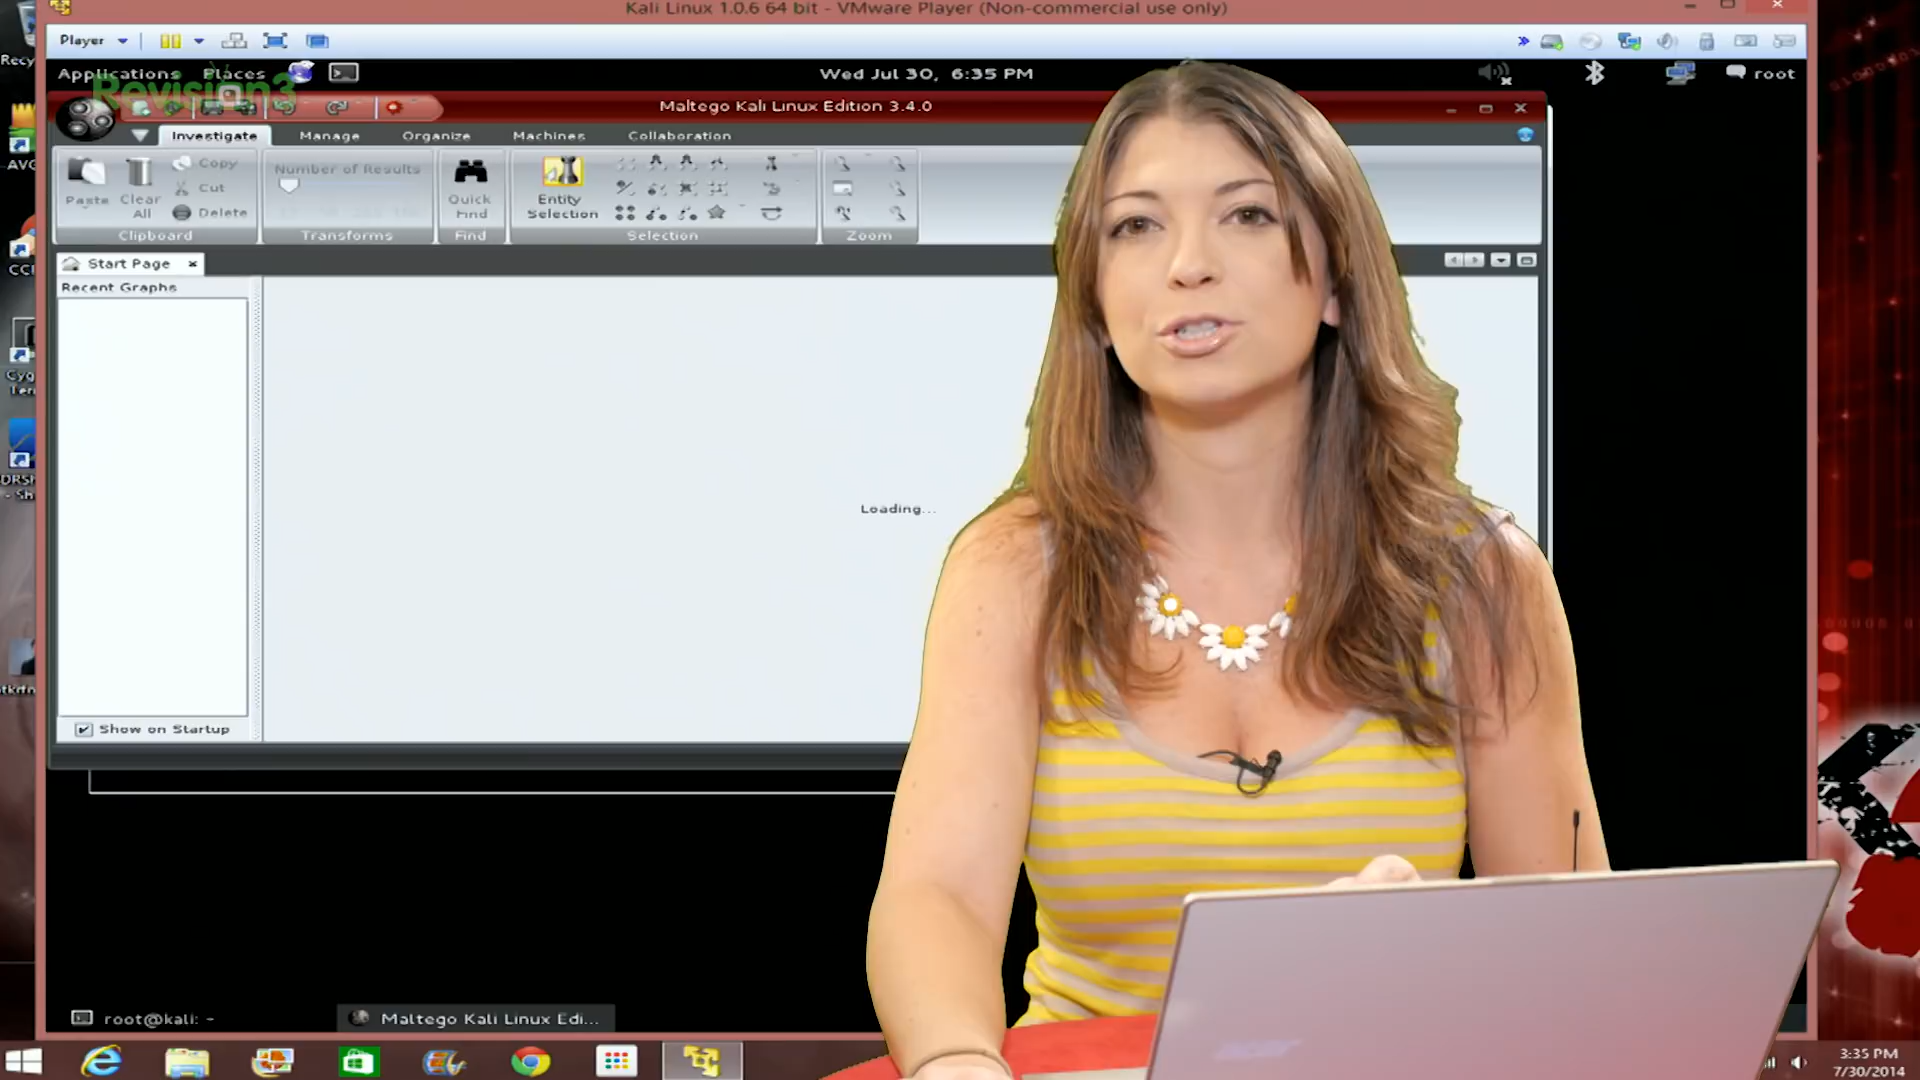 Kali Linux 1.0.6 64 bit - VMware Player (Non-commercial use only)
Player
Applications Places
Wed Jul 30, 6:35 PM
root
Revision3
Maltego Kali Linux Edition 3.4.0
Investigate Manage Organize Machines Collaboration
Paste
Clear All
Copy
Cut
Delete
Clipboard
Number of Results
Transforms
Quick Find
Find
Entity Selection
Selection
Zoom
Start Page
Recent Graphs
Loading...
Show on Startup
root@kali: ~
Maltego Kali Linux Edi...
acer
3:35 PM
7/30/2014